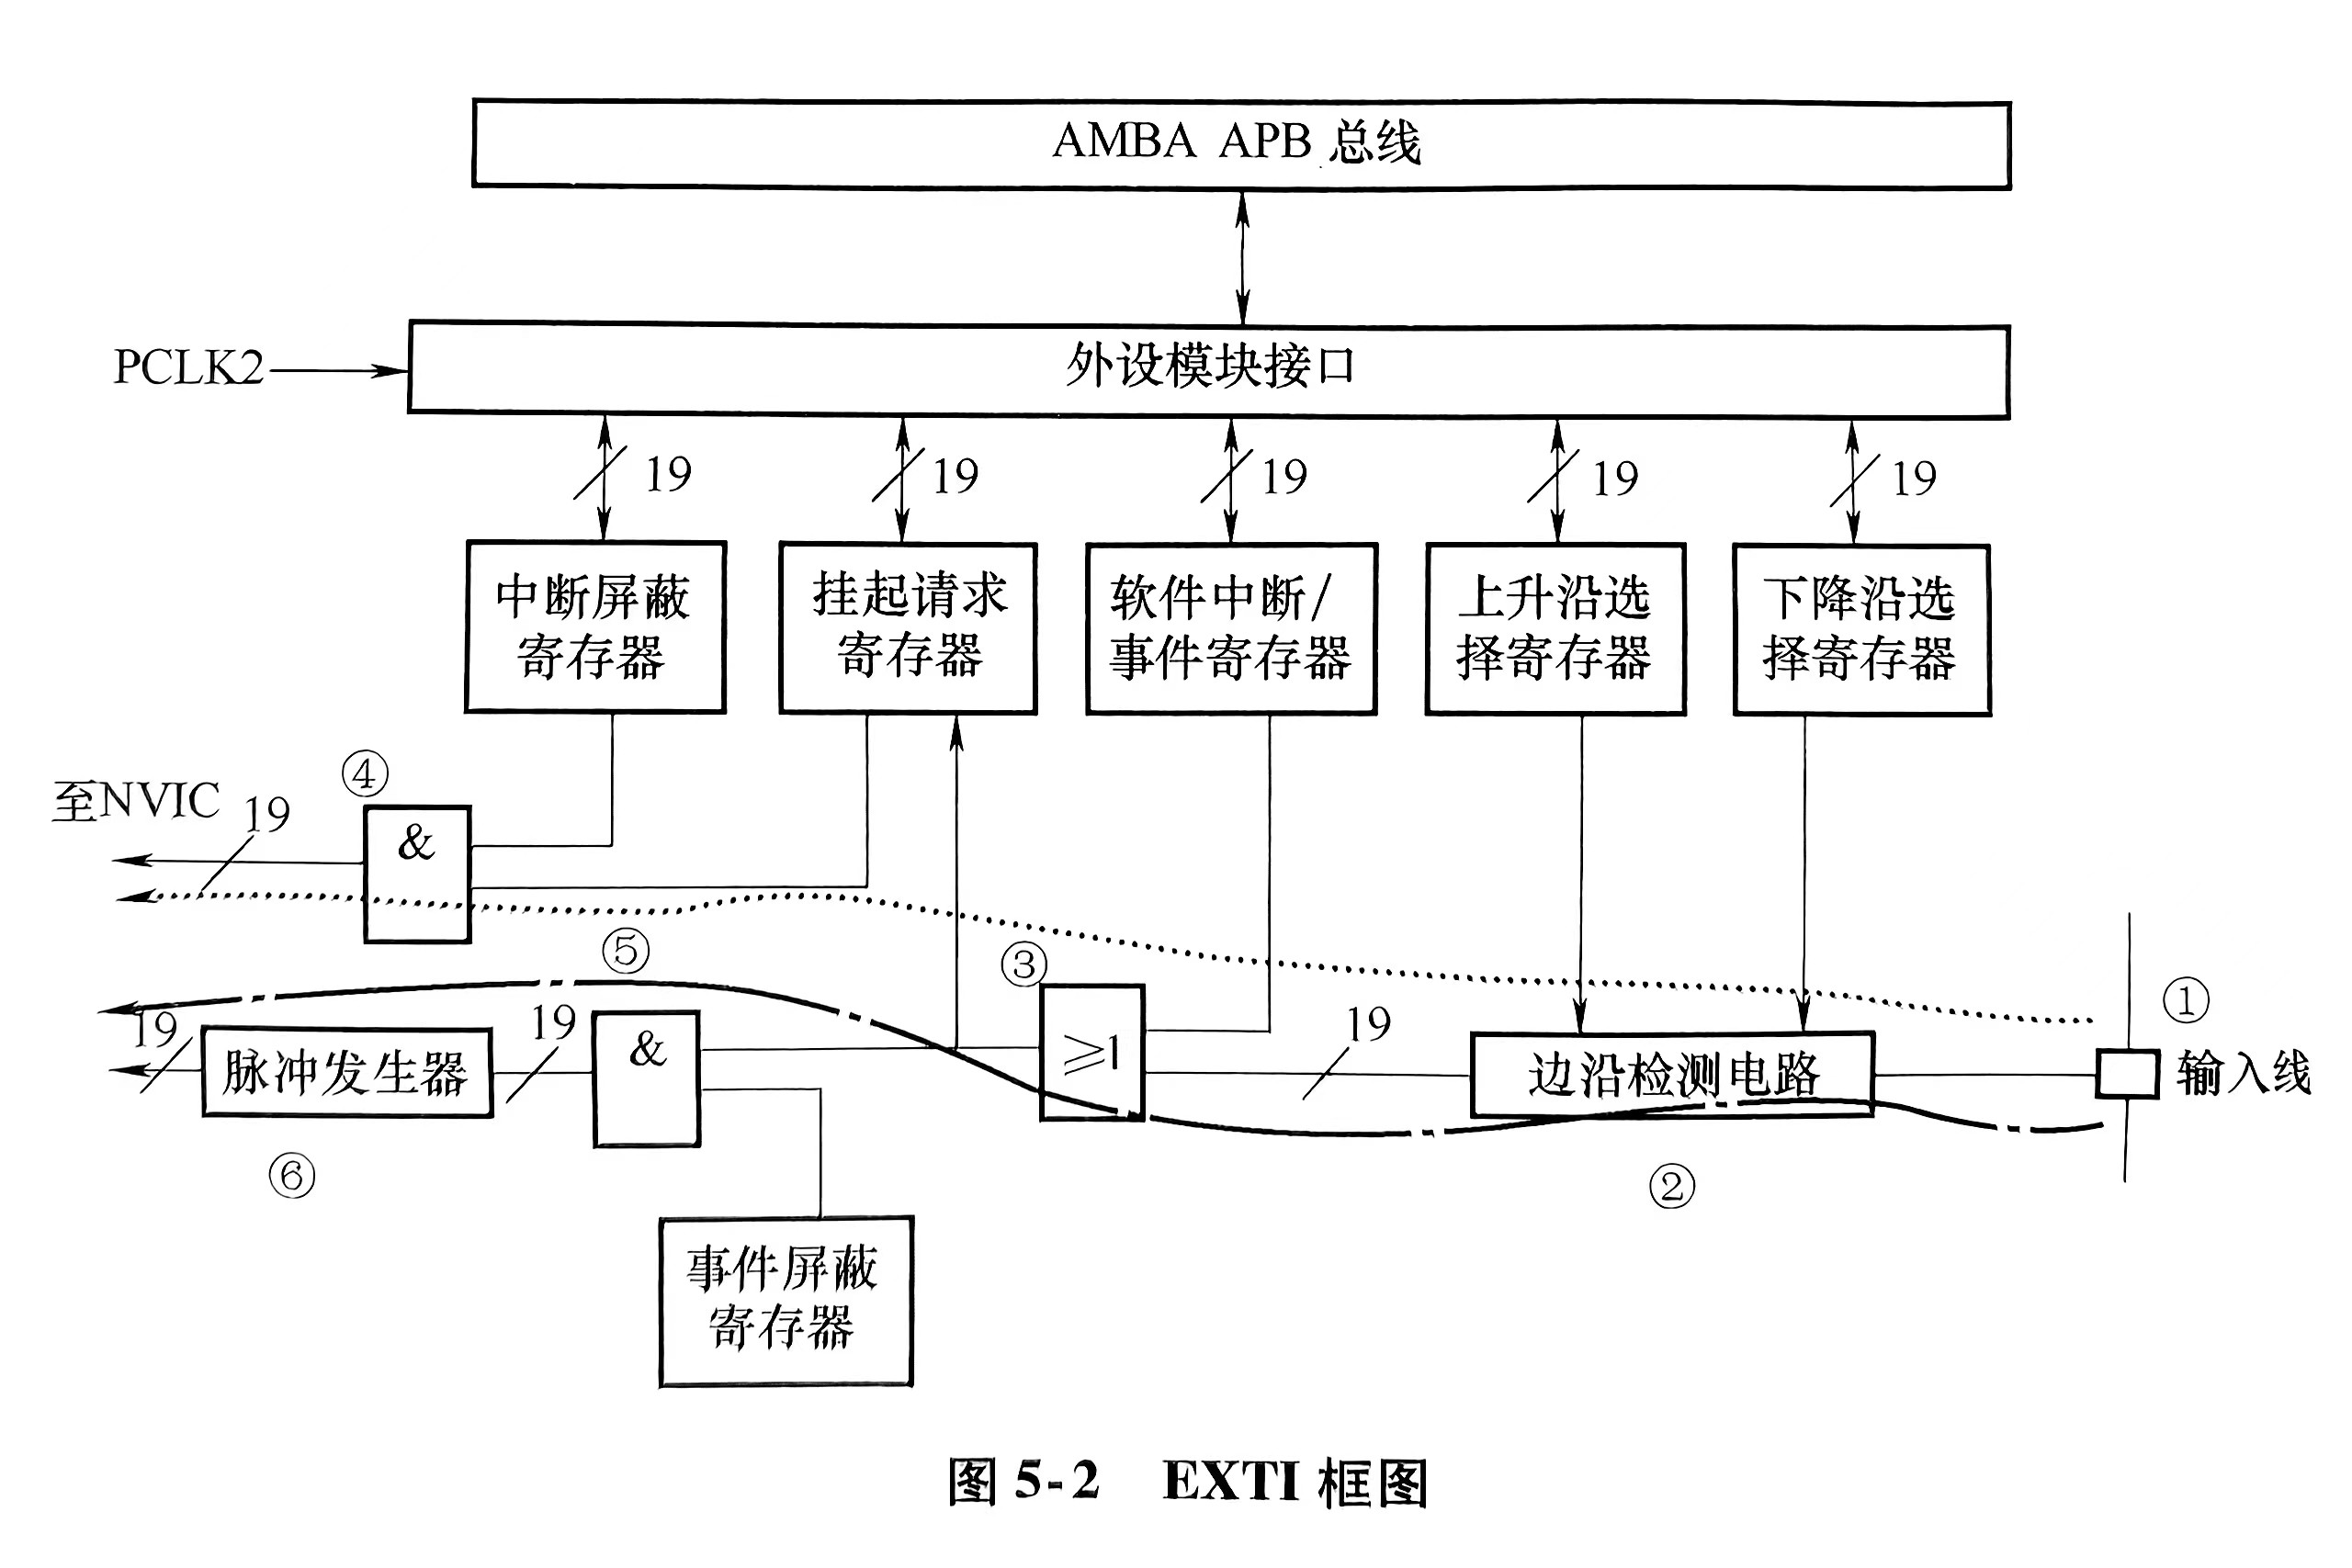 AMBA APB 总线
PCLK2
外设模块接口
19
19
19
19
19
中断屏蔽
寄存器
挂起请求
寄存器
软件中断/
事件寄存器
上升沿选
择寄存器
下降沿选
择寄存器
④
至NVIC
19
&
⑤
③
①
19
脉冲发生器
19
&
≥1
19
边沿检测电路
输入线
⑥
②
事件屏蔽
寄存器
图 5-2 EXTI 框图